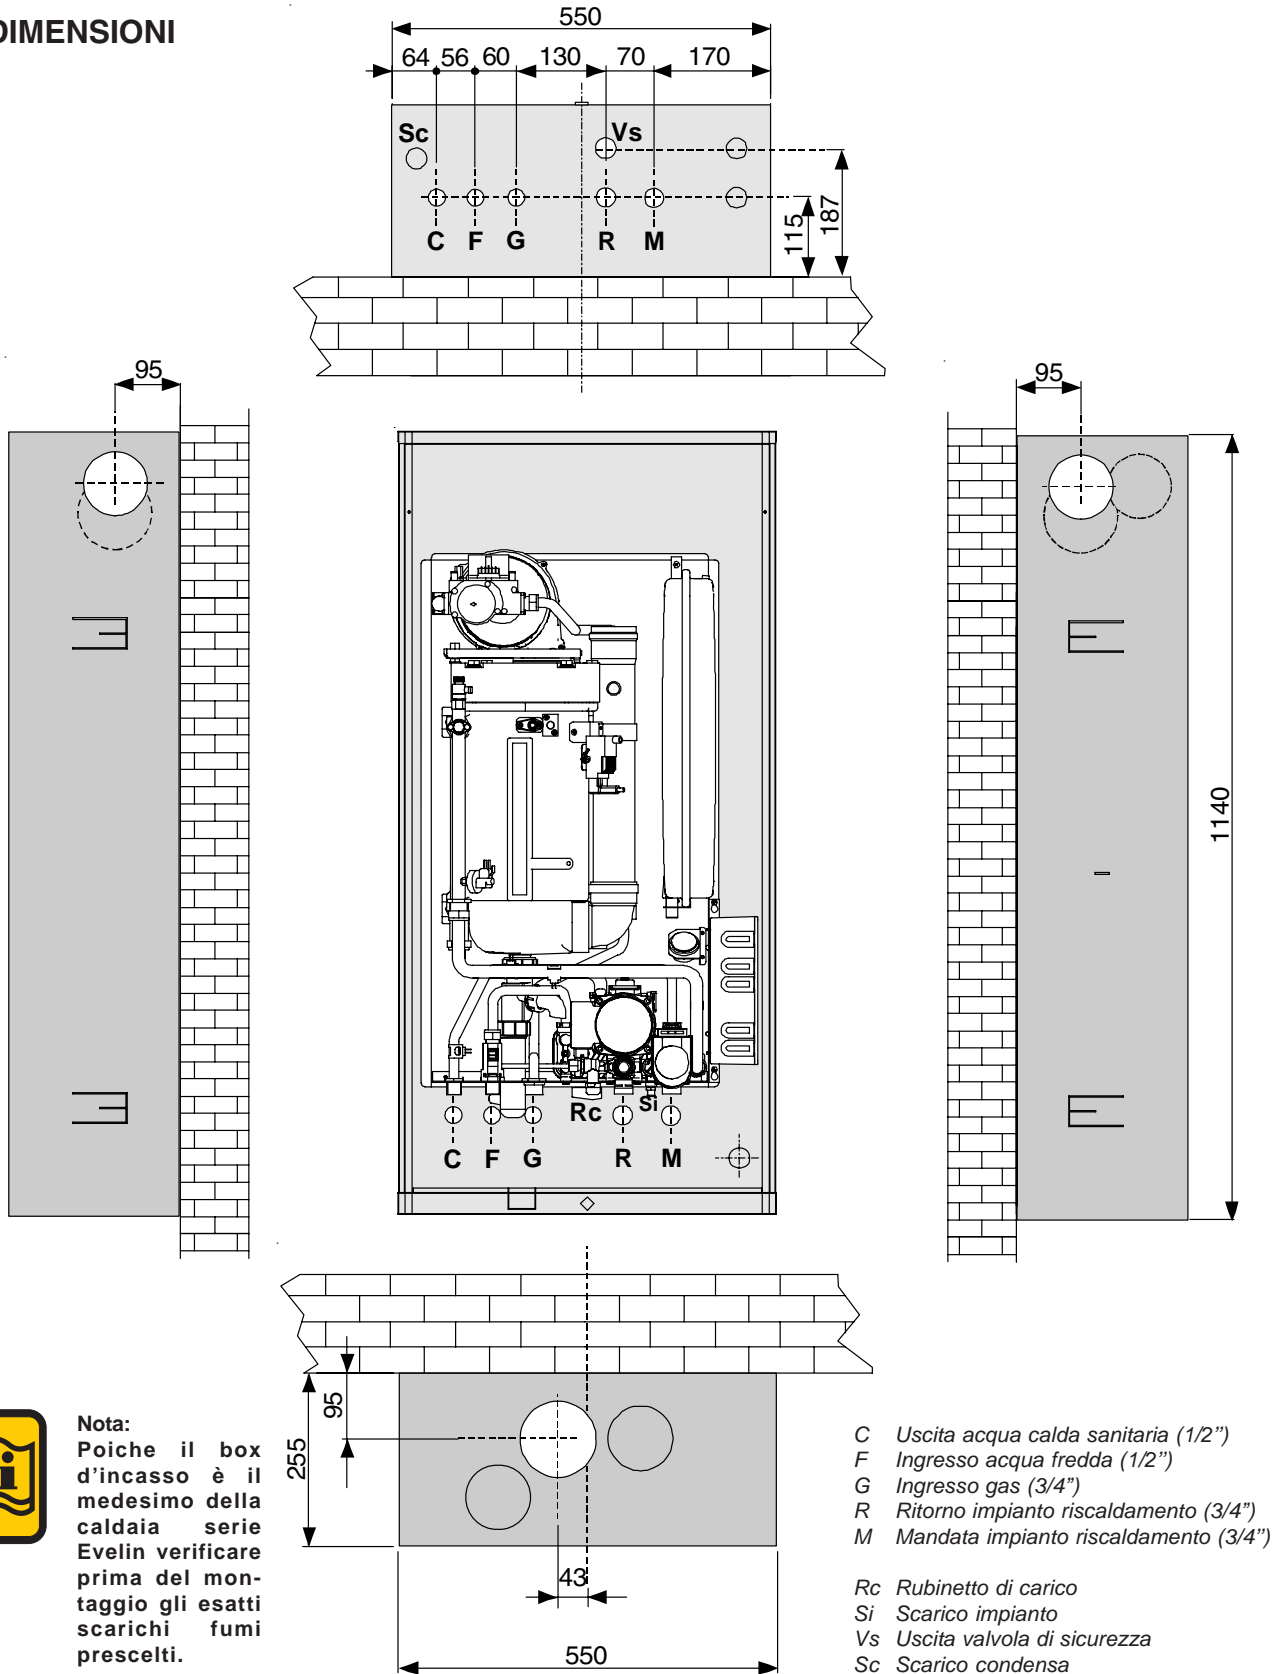 DIMENSIONI
550
64 56 60 130 70 170
Sc Vs
C F G R M
115
187
95
95
1140
Rc Si
C F G R M
95
255
43
550
i
Nota:
Poiche il box
d'incasso è il
medesimo della
caldaia serie
Evelin verificare
prima del mon-
taggio gli esatti
scarichi fumi
prescelti.
C Uscita acqua calda sanitaria (1/2”)
F Ingresso acqua fredda (1/2”)
G Ingresso gas (3/4”)
R Ritorno impianto riscaldamento (3/4”)
M Mandata impianto riscaldamento (3/4”)
Rc Rubinetto di carico
Si Scarico impianto
Vs Uscita valvola di sicurezza
Sc Scarico condensa